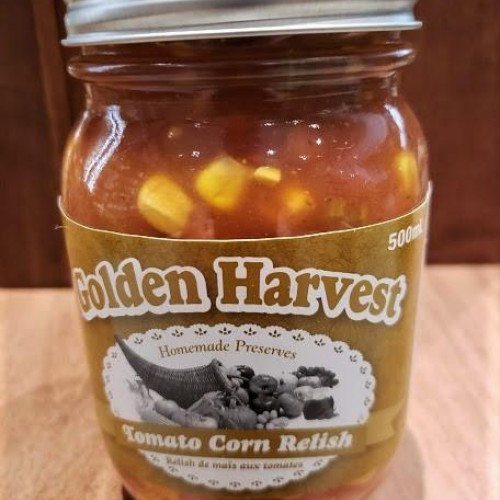 500mL
Golden Harvest
Homemade Preserves
Tomato Corn Relish
Relish de maïs aux tomates